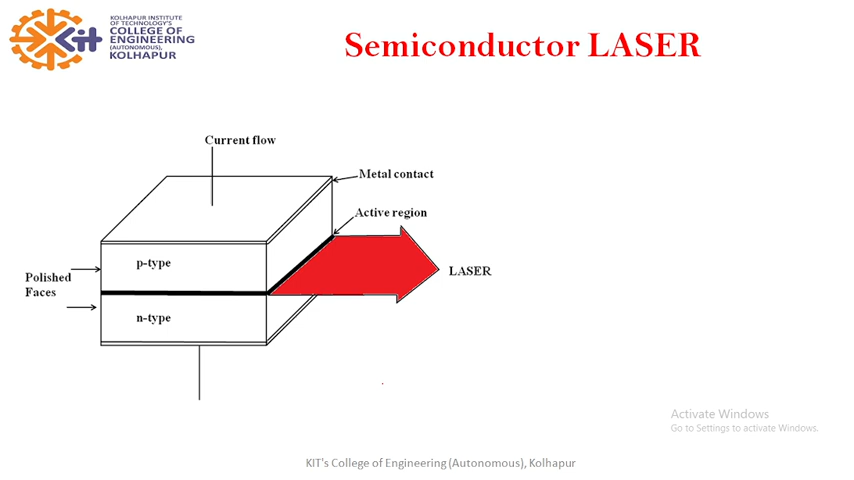 KOLHAPUR INSTITUTE
OF TECHNOLOGY'S
COLLEGE OF
ENGINEERING
(AUTONOMOUS),
KOLHAPUR
Kit
Semiconductor LASER
Current flow
Metal contact
Active region
p-type
Polished
Faces
LASER
n-type
Activate Windows
Go to Settings to activate Windows.
KIT's College of Engineering (Autonomous), Kolhapur